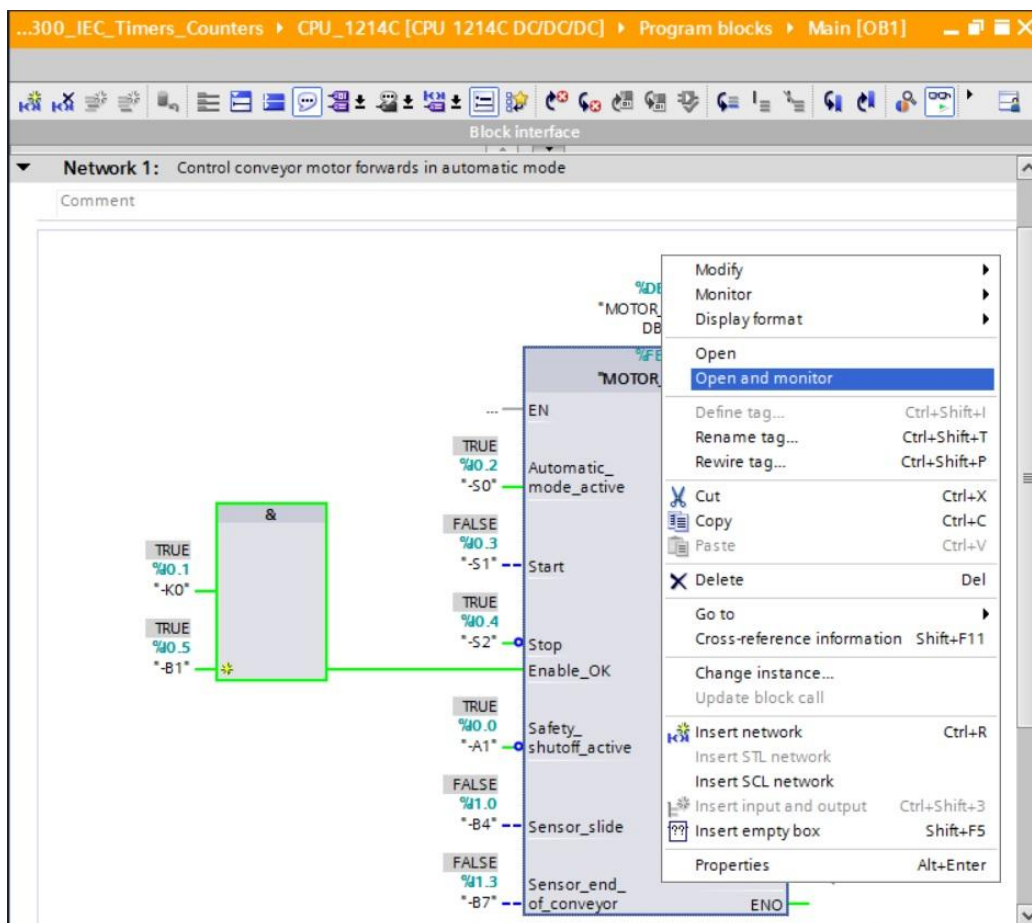 ...300_IEC_Timers_Counters ▸ CPU_1214C [CPU 1214C DC/DC/DC] ▸ Program blocks ▸ Main [OB1]
Block interface
Network 1: Control conveyor motor forwards in automatic mode
Comment
%DB
"MOTOR_
DB
%FB
"MOTOR_
... EN
TRUE
%I0.2
"-S0"
Automatic_
mode_active
FALSE
%I0.3
"-S1"
Start
TRUE
%I0.4
"-S2"
Stop
Enable_OK
TRUE
%I0.0
"-A1"
Safety_
shutoff_active
FALSE
%I1.0
"-B4"
Sensor_slide
FALSE
%I1.3
"-B7"
Sensor_end_
of_conveyor
ENO
&
TRUE
%I0.1
"-K0"
TRUE
%I0.5
"-B1"
Modify
Monitor
Display format
Open
Open and monitor
Define tag... Ctrl+Shift+I
Rename tag... Ctrl+Shift+T
Rewire tag... Ctrl+Shift+P
Cut Ctrl+X
Copy Ctrl+C
Paste Ctrl+V
Delete Del
Go to
Cross-reference information Shift+F11
Change instance...
Update block call
Insert network Ctrl+R
Insert STL network
Insert SCL network
Insert input and output Ctrl+Shift+3
?? Insert empty box Shift+F5
Properties Alt+Enter